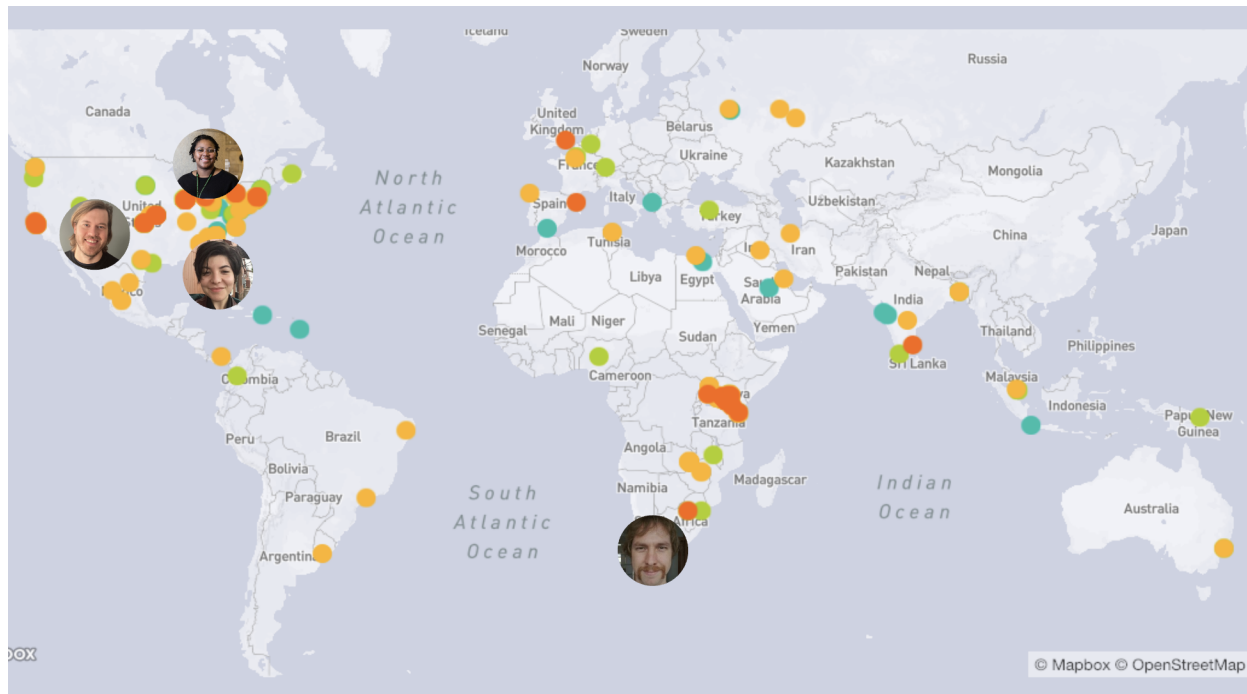 Iceland
Sweden
Russia
Norway
Canada
United
Kingdom
Belarus
Ukraine
Kazakhstan
Mongolia
France
North
Atlantic
Ocean
United
Spain
Italy
Turkey
Uzbekistan
Japan
China
Tunisia
Morocco
Iran
Pakistan
Nepal
Libya
Egypt
Saudi
Arabia
India
Mexico
Mali
Niger
Senegal
Sudan
Yemen
Thailand
Philippines
Sri Lanka
Cameroon
Colombia
Malaysia
Indonesia
Papua New
Guinea
Tanzania
Peru
Brazil
Angola
Bolivia
Madagascar
Namibia
South
Atlantic
Ocean
Indian
Ocean
Paraguay
Africa
Australia
Argentina
© Mapbox © OpenStreetMap